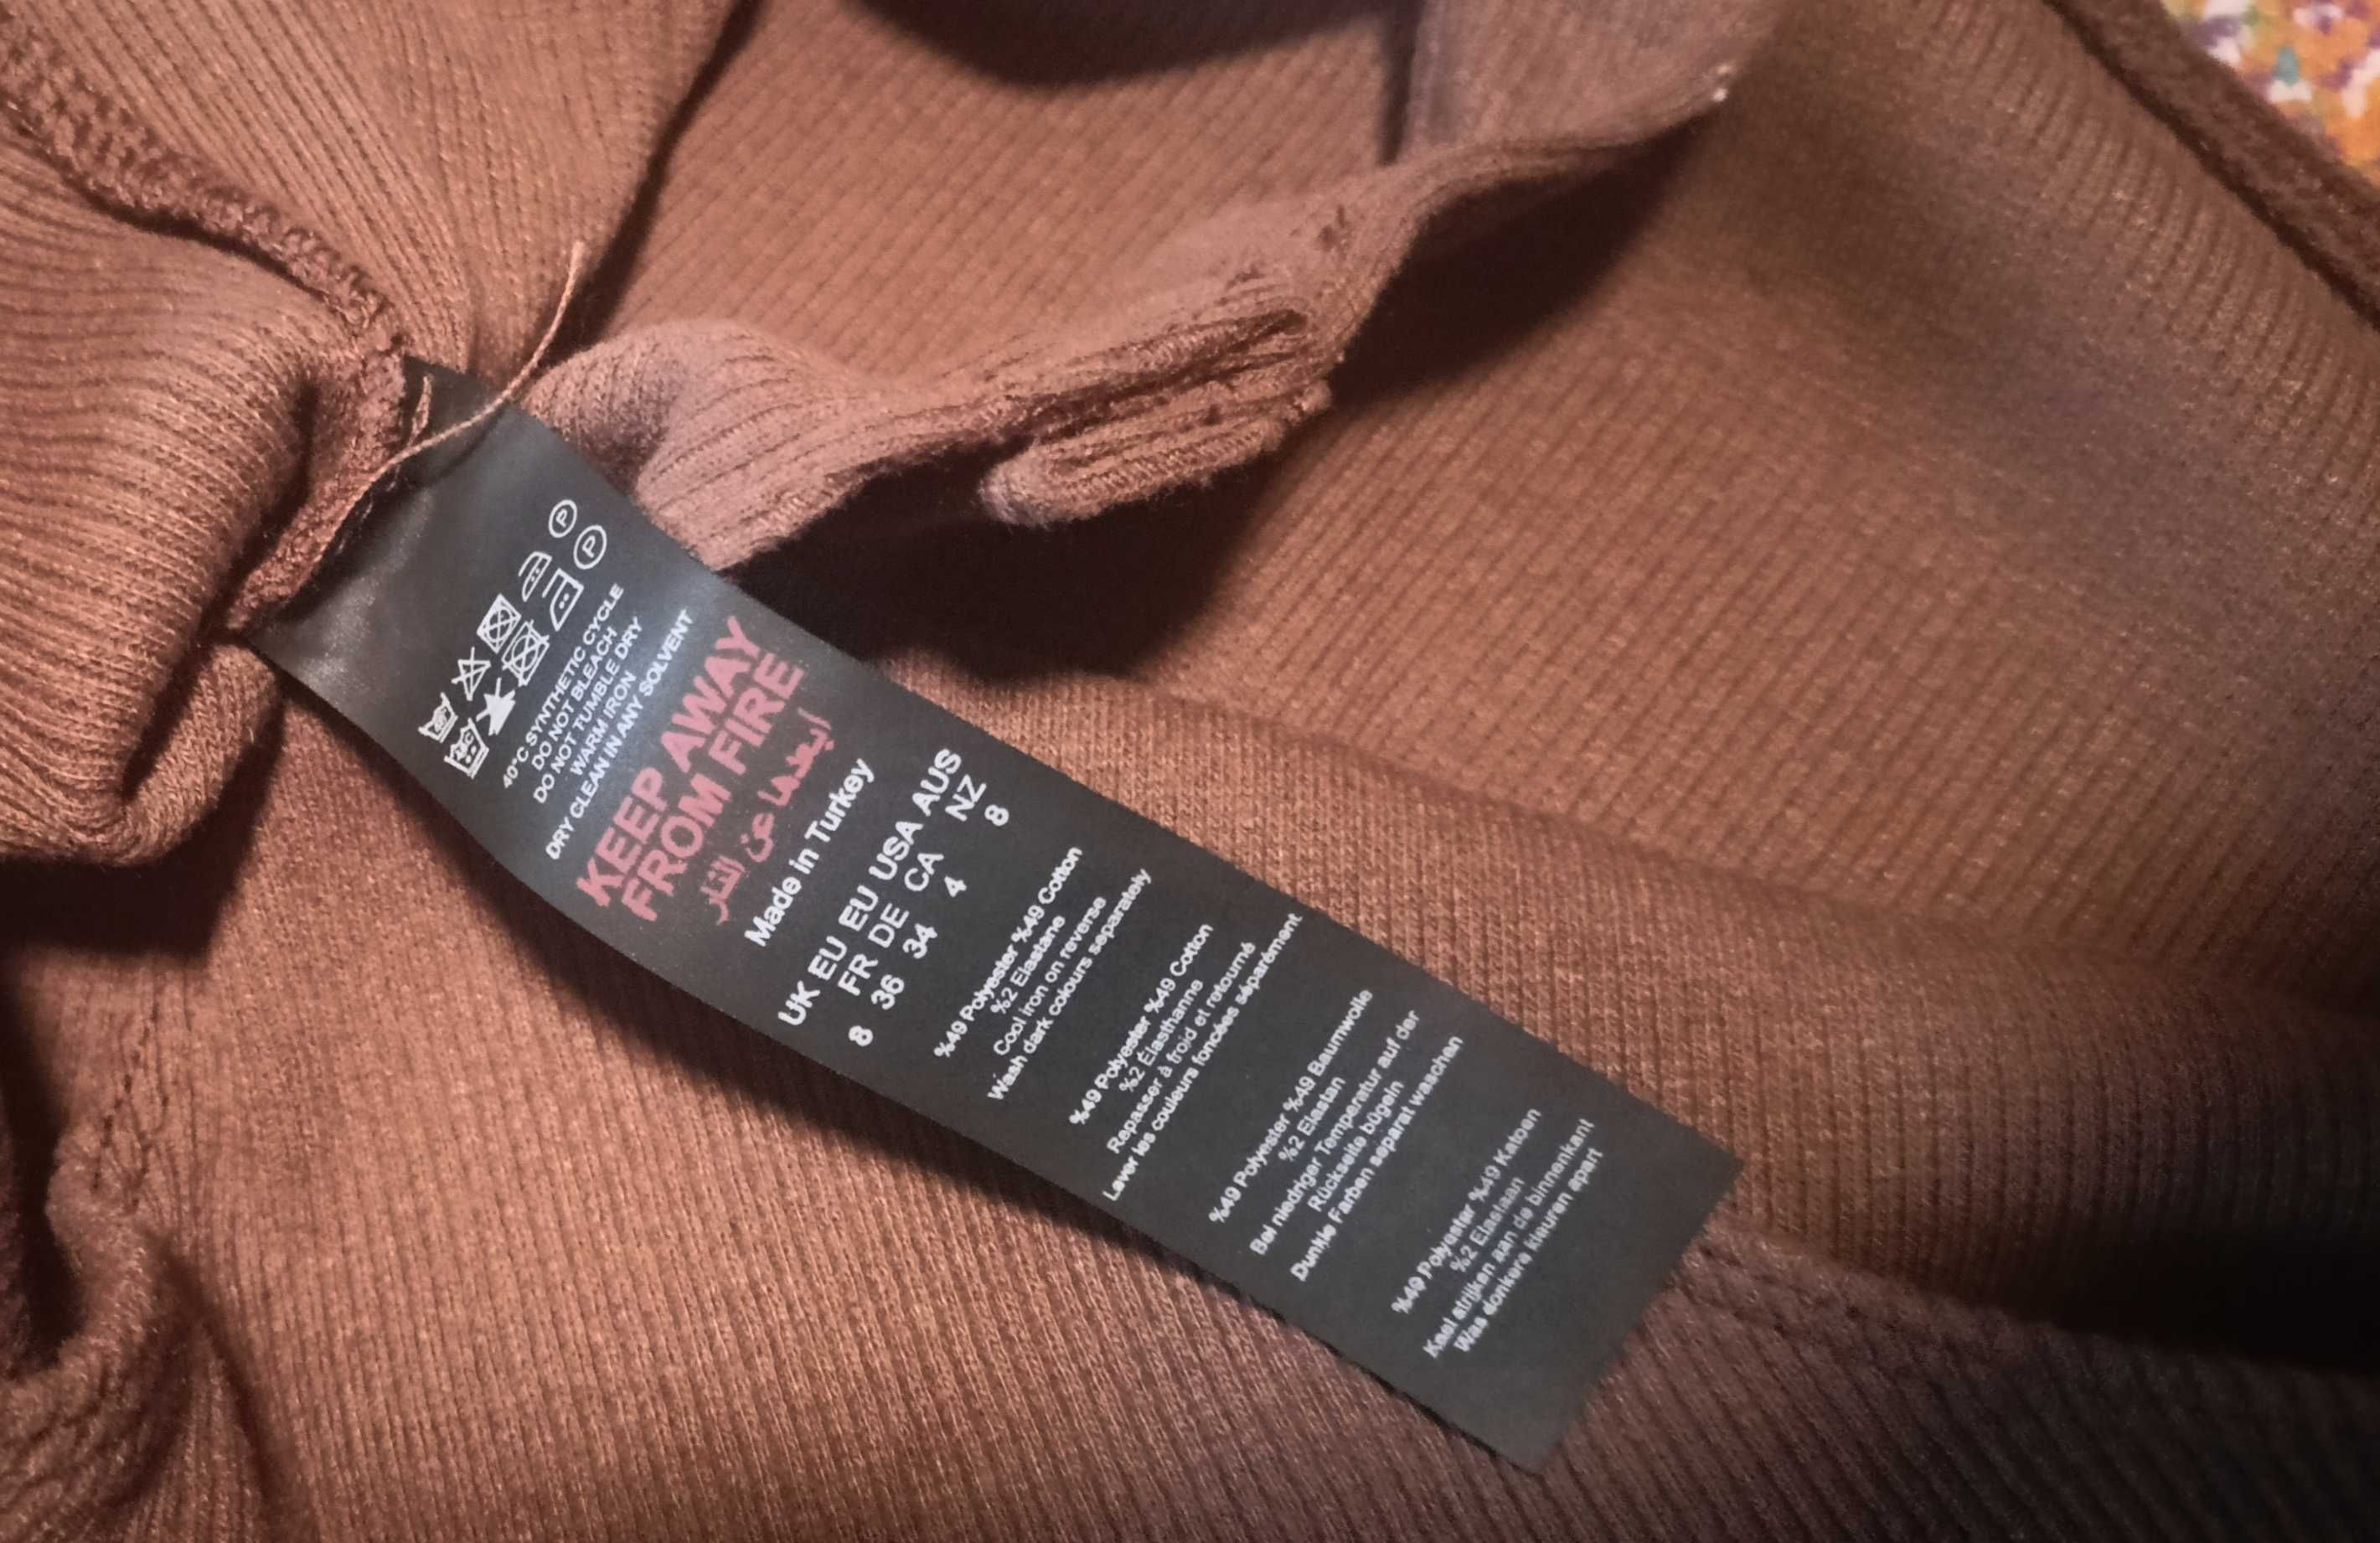 40°C SYNTHETIC CYCLE
DO NOT BLEACH
DO NOT TUMBLE DRY
WARM IRON
DRY CLEAN IN ANY SOLVENT
KEEP AWAY
FROM FIRE
أبعدها عن النار
Made in Turkey
UK EU EU USA AUS
FR DE CA NZ
8 36 34 4 8
%49 Polyester %49 Cotton
%2 Elastane
Cool iron on reverse
Wash dark colours separately
%49 Polyester %49 Cotton
%2 Élasthanne
Repasser à froid et retourné
Laver les couleurs foncées séparément
%49 Polyester %49 Baumwolle
%2 Elastan
Bei niedriger Temperatur auf der
Rückseite bügeln
Dunkle Farben separat waschen
%49 Polyester %49 Katoen
%2 Elastaan
Koel strijken aan de binnenkant
Was donkere kleuren apart